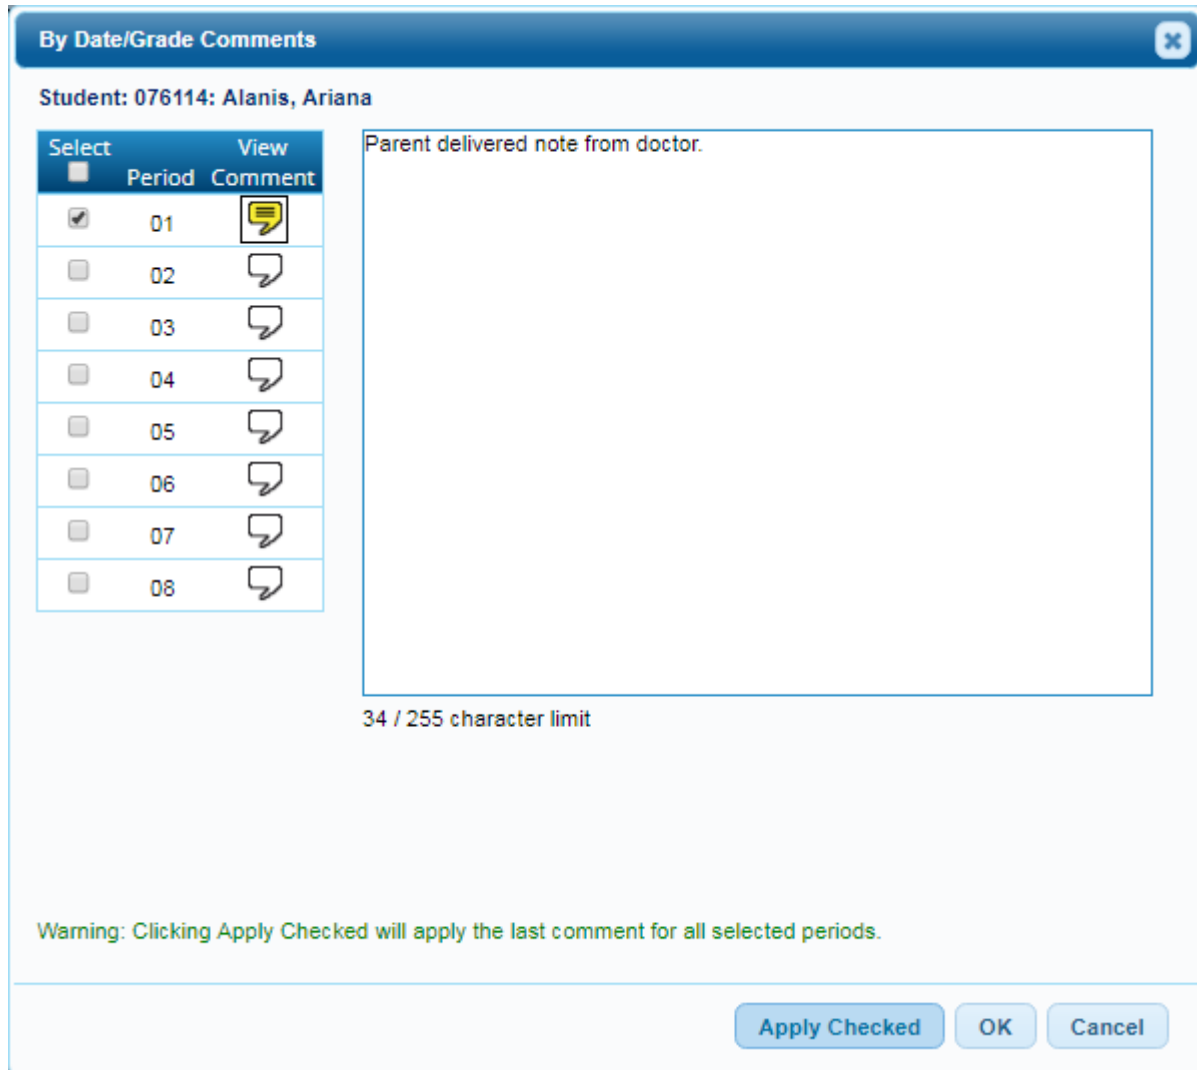 By Date/Grade Comments
Student: 076114: Alanis, Ariana
Select Period View Comment
01
02
03
04
05
06
07
08
Parent delivered note from doctor.
34 / 255 character limit
Warning: Clicking Apply Checked will apply the last comment for all selected periods.
Apply Checked OK Cancel